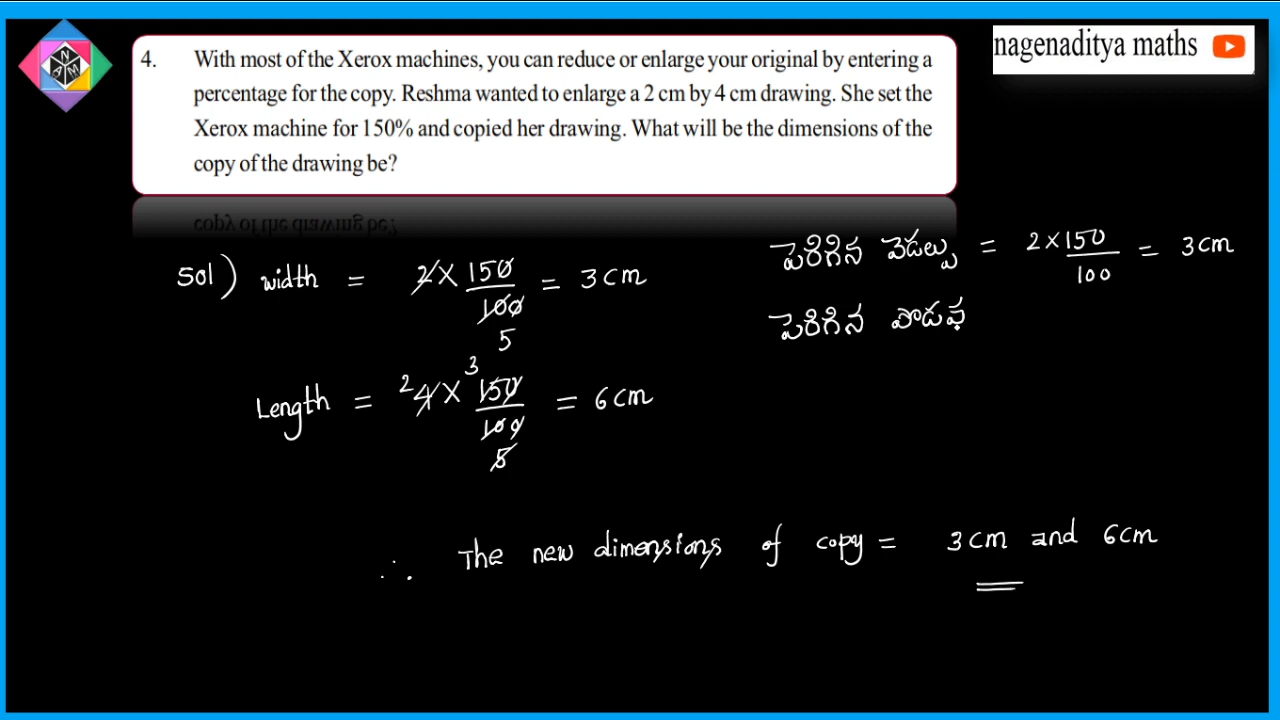 nagenaditya maths
N
A M
4. With most of the Xerox machines, you can reduce or enlarge your original by entering a
percentage for the copy. Reshma wanted to enlarge a 2 cm by 4 cm drawing. She set the
Xerox machine for 150% and copied her drawing. What will be the dimensions of the
copy of the drawing be?
Sol) width = 2 × 150/100 = 3 cm
5
పెరిగిన వెడల్పు = 2 × 150/100 = 3 cm
పెరిగిన పొడవు
Length = 2 4 × 3 150/100 = 6 cm
5
∴ The new dimensions of copy = 3 cm and 6 cm